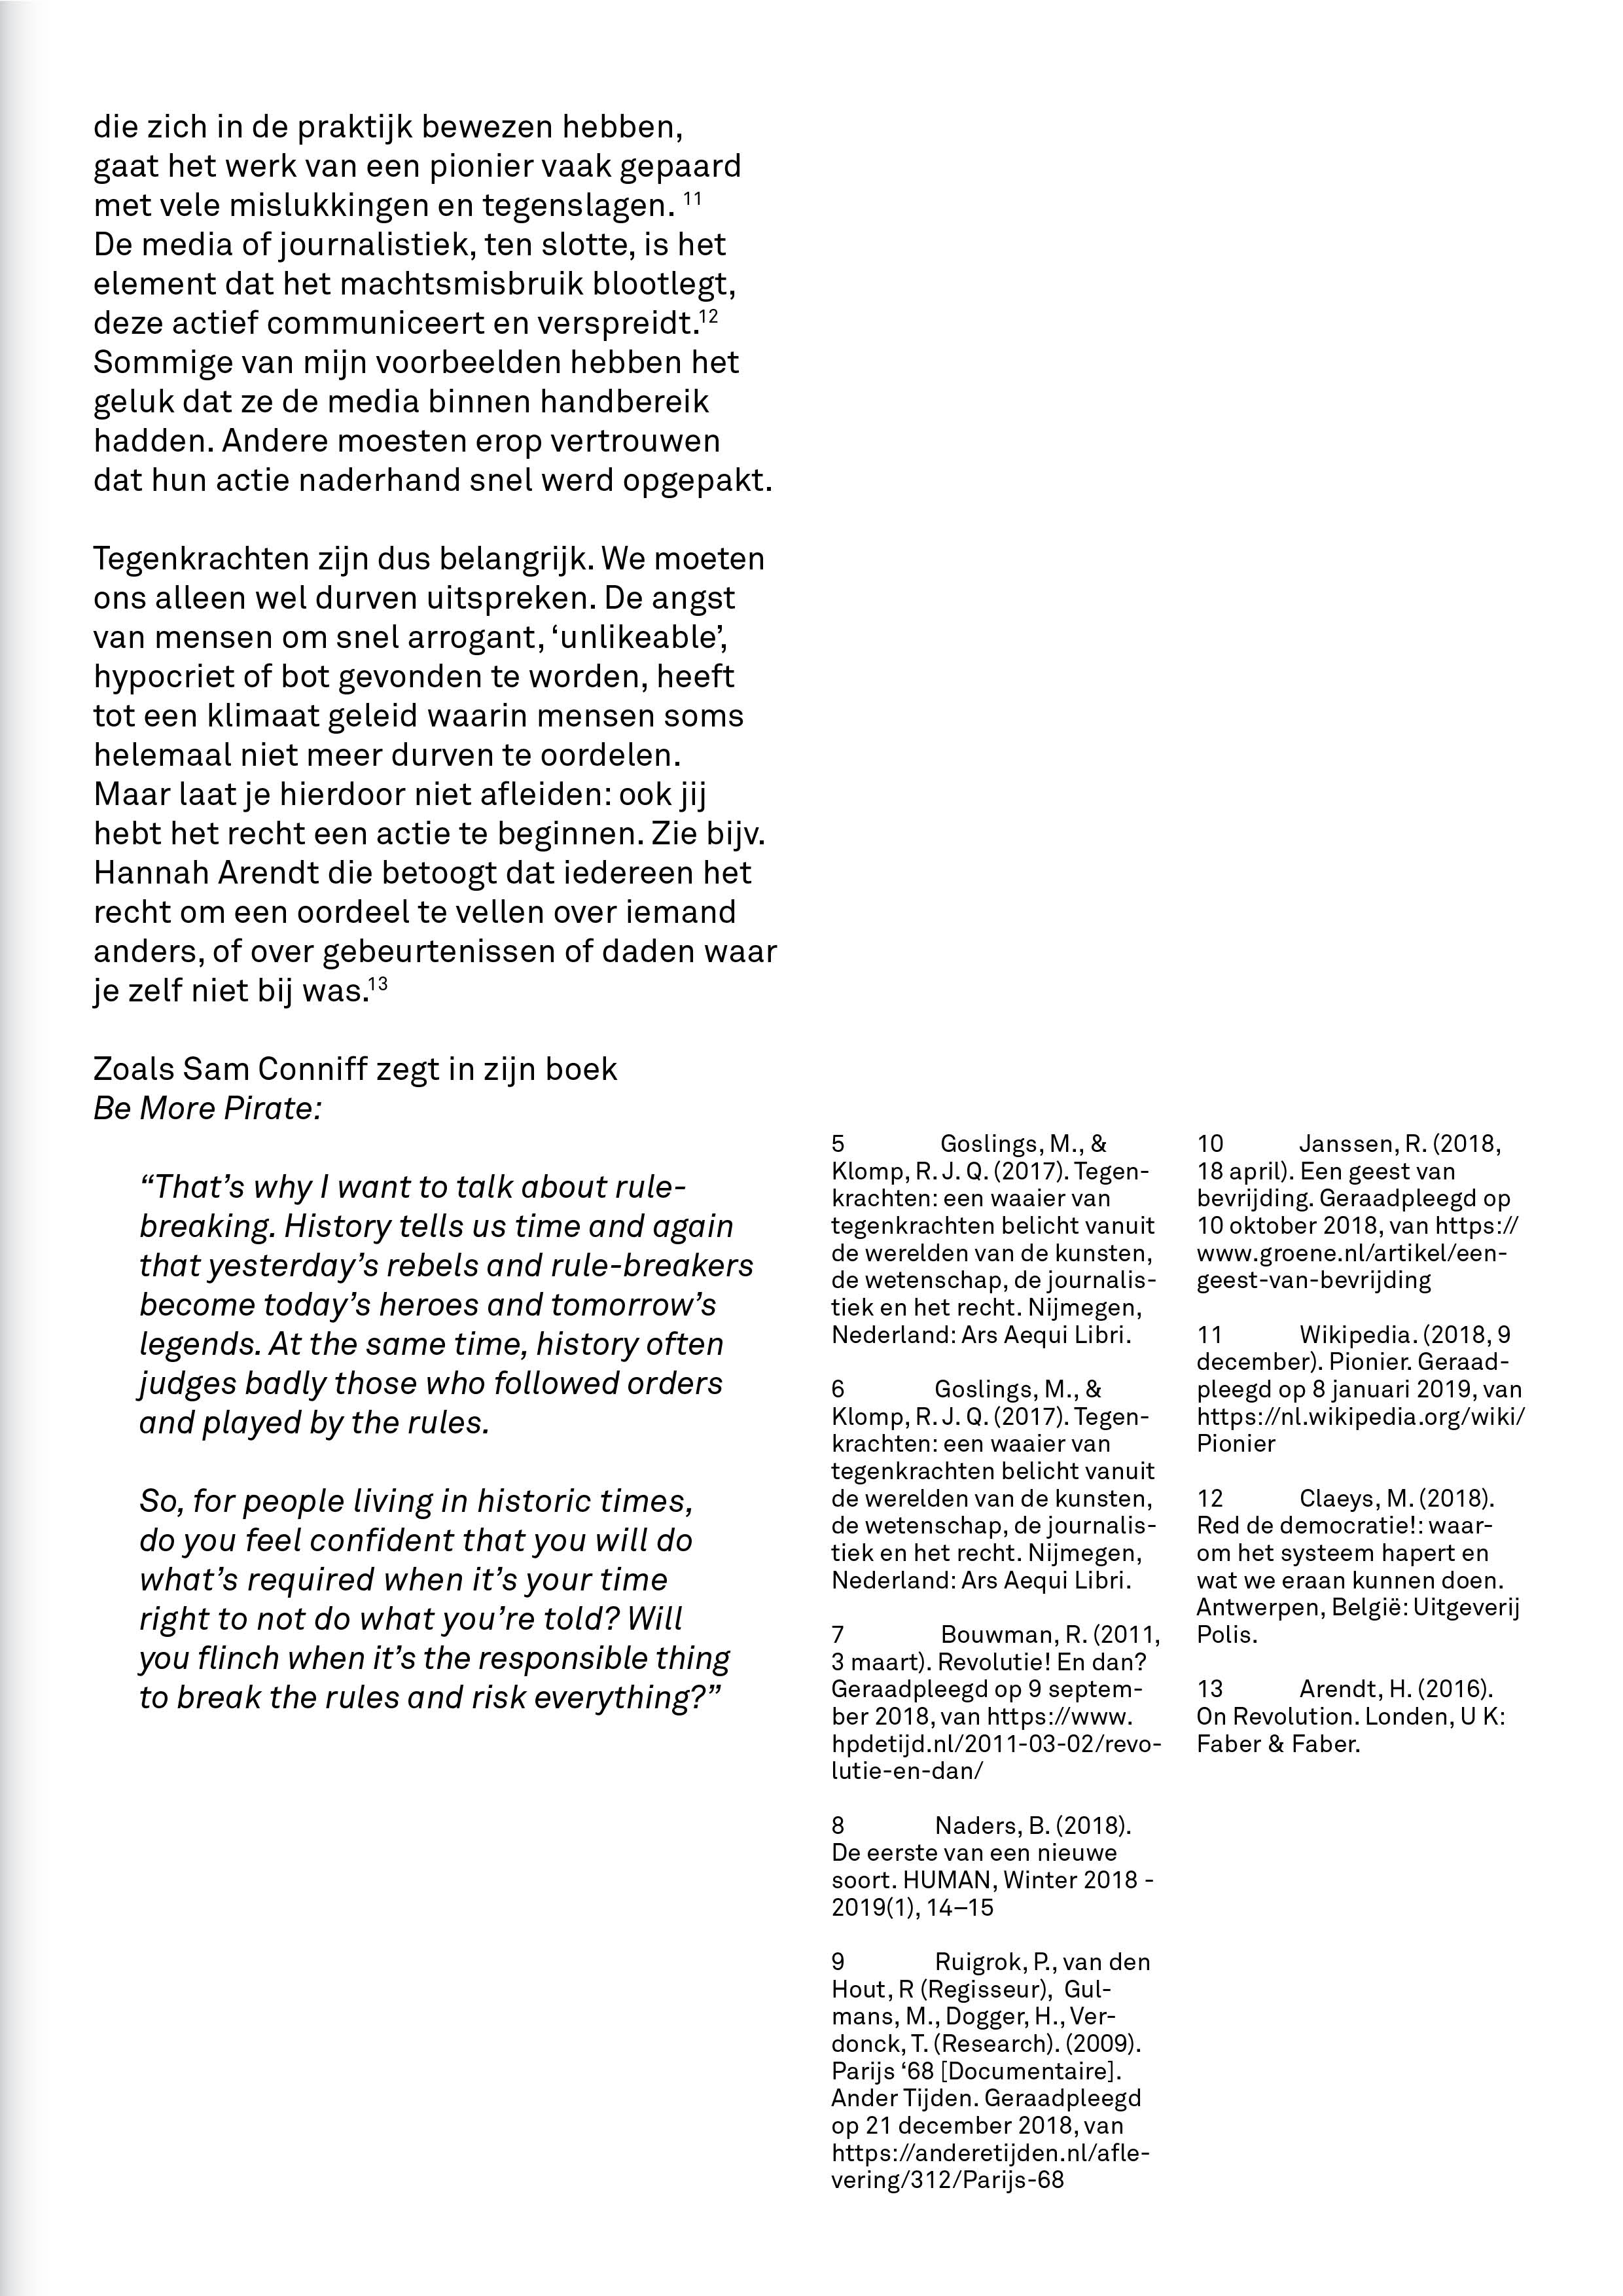 die zich in de praktijk bewezen hebben,
gaat het werk van een pionier vaak gepaard
met vele mislukkingen en tegenslagen. 11
De media of journalistiek, ten slotte, is het
element dat het machtsmisbruik blootlegt,
deze actief communiceert en verspreidt.12
Sommige van mijn voorbeelden hebben het
geluk dat ze de media binnen handbereik
hadden. Andere moesten erop vertrouwen
dat hun actie naderhand snel werd opgepakt.
Tegenkrachten zijn dus belangrijk. We moeten
ons alleen wel durven uitspreken. De angst
van mensen om snel arrogant, ‘unlikeable’,
hypocriet of bot gevonden te worden, heeft
tot een klimaat geleid waarin mensen soms
helemaal niet meer durven te oordelen.
Maar laat je hierdoor niet afleiden: ook jij
hebt het recht een actie te beginnen. Zie bijv.
Hannah Arendt die betoogt dat iedereen het
recht om een oordeel te vellen over iemand
anders, of over gebeurtenissen of daden waar
je zelf niet bij was.13
Zoals Sam Conniff zegt in zijn boek
Be More Pirate:
“That’s why I want to talk about rule-
breaking. History tells us time and again
that yesterday’s rebels and rule-breakers
become today’s heroes and tomorrow’s
legends. At the same time, history often
judges badly those who followed orders
and played by the rules.
So, for people living in historic times,
do you feel confident that you will do
what’s required when it’s your time
right to not do what you’re told? Will
you flinch when it’s the responsible thing
to break the rules and risk everything?”
5 Goslings, M., &
Klomp, R. J. Q. (2017). Tegen-
krachten: een waaier van
tegenkrachten belicht vanuit
de werelden van de kunsten,
de wetenschap, de journalis-
tiek en het recht. Nijmegen,
Nederland: Ars Aequi Libri.
6 Goslings, M., &
Klomp, R. J. Q. (2017). Tegen-
krachten: een waaier van
tegenkrachten belicht vanuit
de werelden van de kunsten,
de wetenschap, de journalis-
tiek en het recht. Nijmegen,
Nederland: Ars Aequi Libri.
7 Bouwman, R. (2011,
3 maart). Revolutie! En dan?
Geraadpleegd op 9 septem-
ber 2018, van https://www.
hpdetijd.nl/2011-03-02/revo-
lutie-en-dan/
8 Naders, B. (2018).
De eerste van een nieuwe
soort. HUMAN, Winter 2018 -
2019(1), 14–15
9 Ruigrok, P., van den
Hout, R (Regisseur), Gul-
mans, M., Dogger, H., Ver-
donck, T. (Research). (2009).
Parijs ‘68 [Documentaire].
Ander Tijden. Geraadpleegd
op 21 december 2018, van
https://anderetijden.nl/afle-
vering/312/Parijs-68
10 Janssen, R. (2018,
18 april). Een geest van
bevrijding. Geraadpleegd op
10 oktober 2018, van https://
www.groene.nl/artikel/een-
geest-van-bevrijding
11 Wikipedia. (2018, 9
december). Pionier. Geraad-
pleegd op 8 januari 2019, van
https://nl.wikipedia.org/wiki/
Pionier
12 Claeys, M. (2018).
Red de democratie!: waar-
om het systeem hapert en
wat we eraan kunnen doen.
Antwerpen, België: Uitgeverij
Polis.
13 Arendt, H. (2016).
On Revolution. Londen, U K:
Faber & Faber.